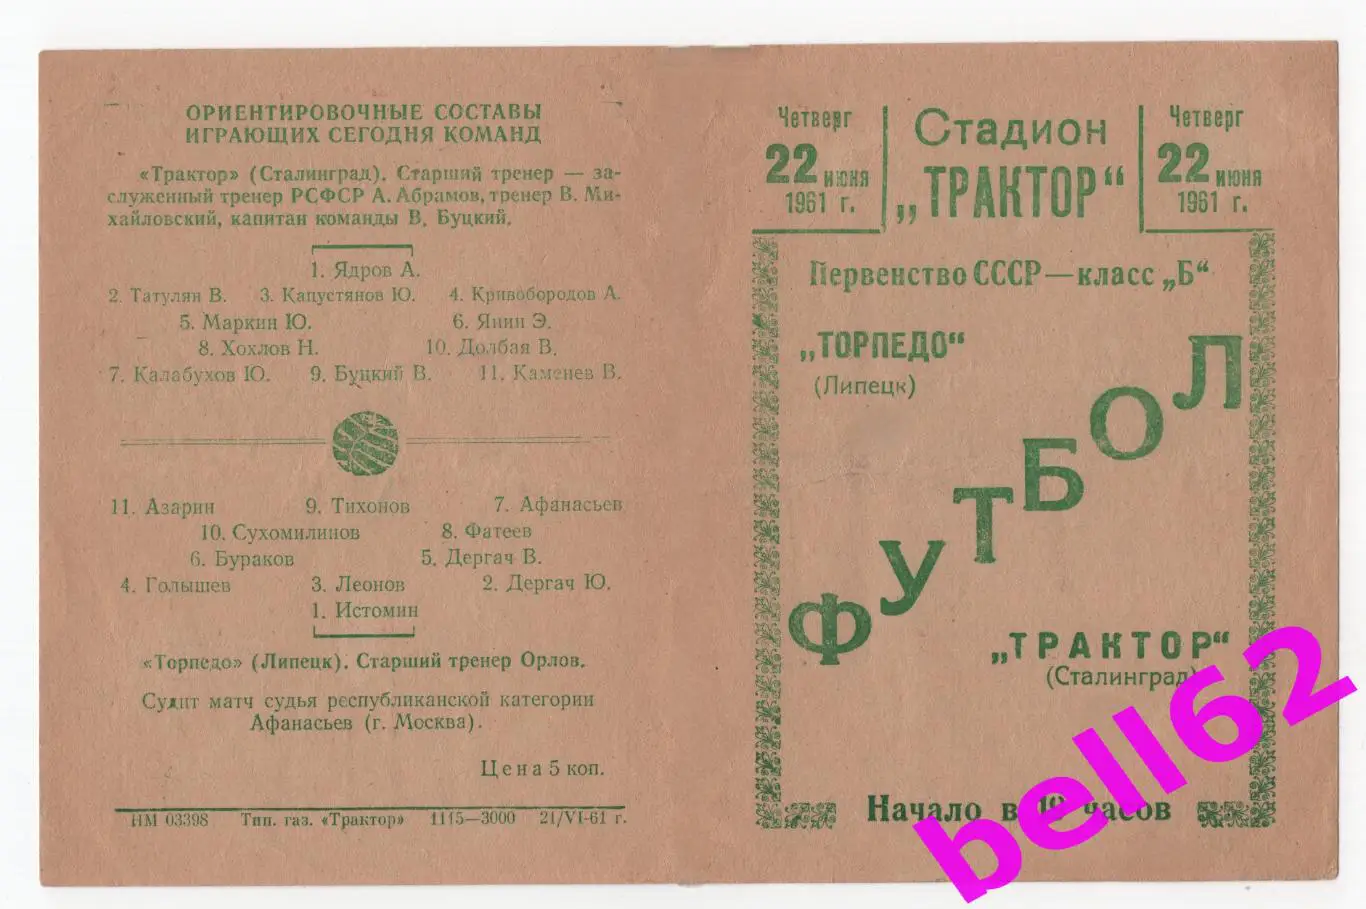 ОРИЕНТИРОВОЧНЫЕ СОСТАВЫ
ИГРАЮЩИХ СЕГОДНЯ КОМАНД
«Трактор» (Сталинград). Старший тренер — за-
служенный тренер РСФСР А. Абрамов, тренер В. Ми-
хайловский, капитан команды В. Буцкий.
1. Ядров А.
2. Татулян В. 3. Капустянов Ю. 4. Кривобородов А.
5. Маркин Ю. 6. Янин Э.
8. Хохлов Н. 10. Долбая В.
7. Калабухов Ю. 9. Буцкий В. 11. Каменев В.
11. Азарин 9. Тихонов 7. Афанасьев
10. Сухомилинов 8. Фатеев
6. Бураков 5. Дергач В.
4. Голышев 3. Леонов 2. Дергач Ю.
1. Истомин
«Торпедо» (Липецк). Старший тренер Орлов.
Судит матч судья республиканской категории
Афанасьев (г. Москва).
Цена 5 коп.
НМ 03398 Тип. газ. «Трактор» 1115—3000 21/VI-61 г.
Четверг
22 июня
1961 г.
Стадион
„ТРАКТОР"
Четверг
22 июня
1961 г.
Первенство СССР—класс „Б"
„ТОРПЕДО"
(Липецк)
ФУТБОЛ
„ТРАКТОР"
(Сталинград)
Начало в 19 часов
bell62